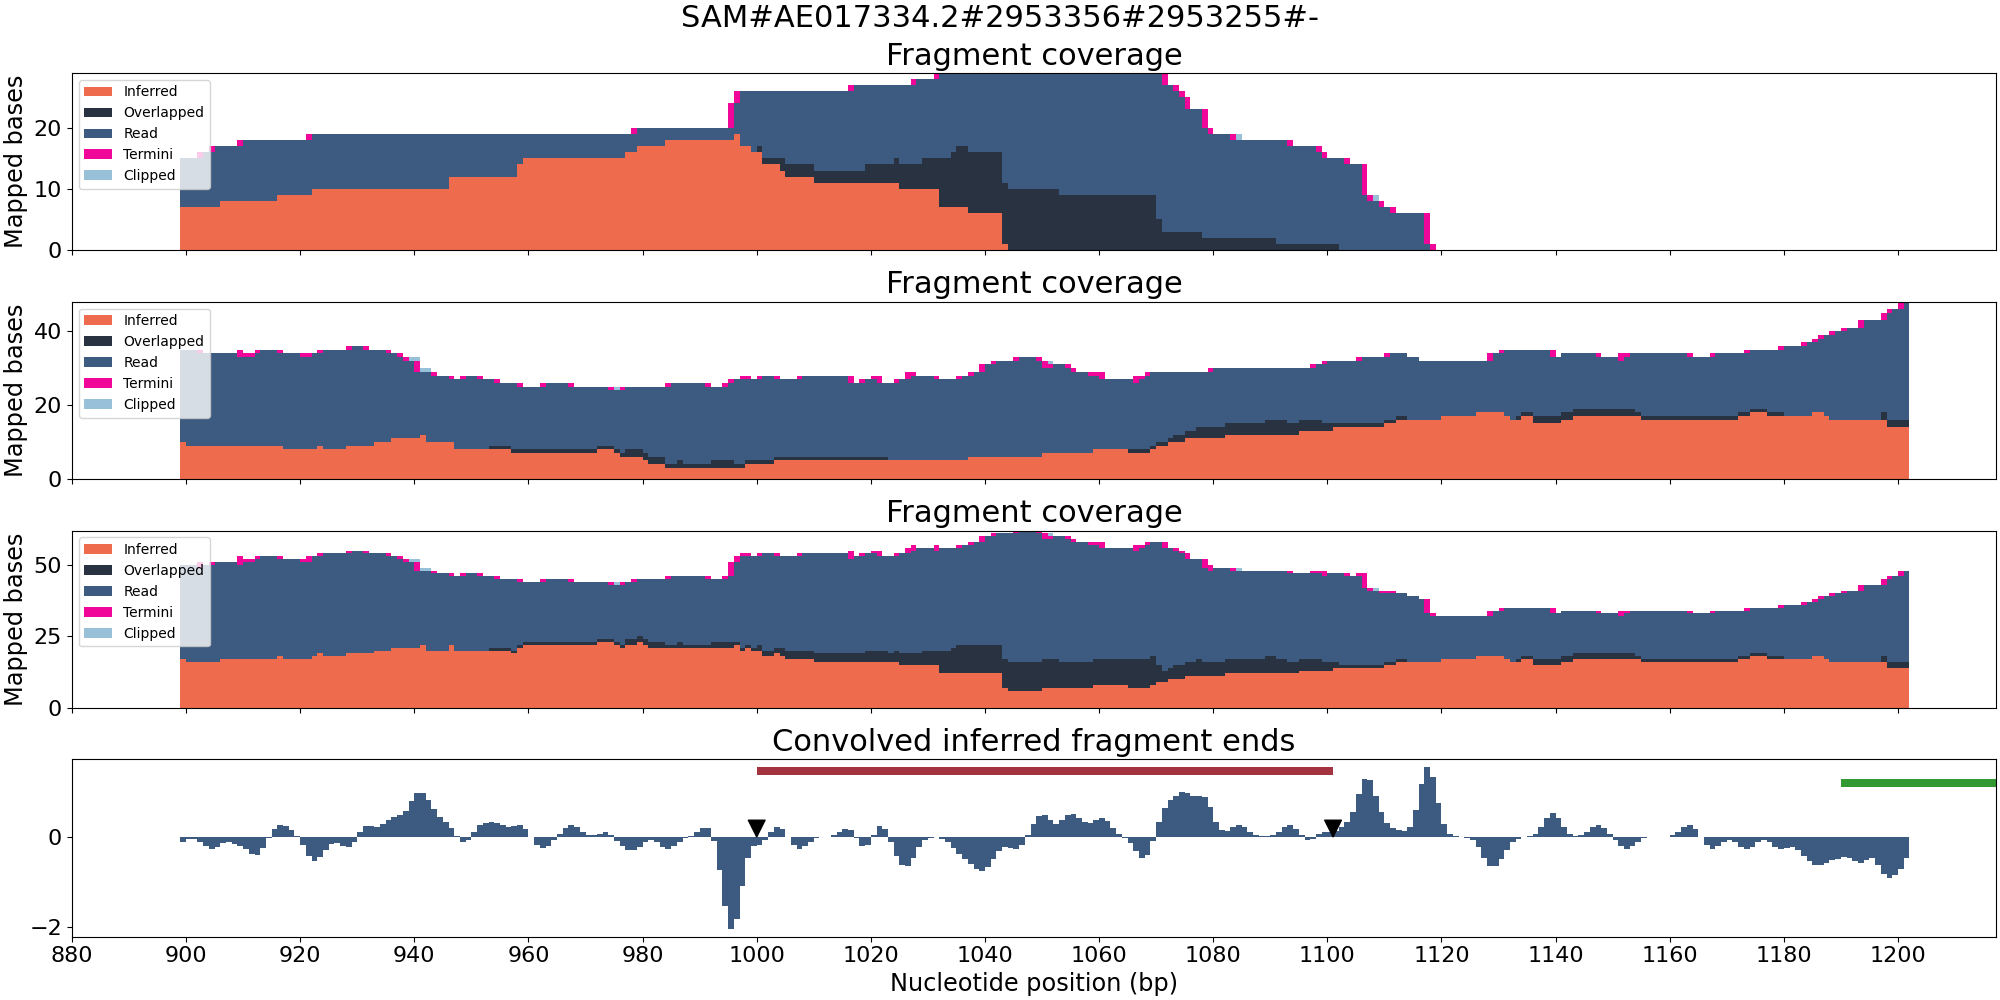 SAM#AE017334.2#2953356#2953255#-
Fragment coverage
Mapped bases
20
10
0
Inferred
Overlapped
Read
Termini
Clipped
Fragment coverage
Mapped bases
40
20
0
Inferred
Overlapped
Read
Termini
Clipped
Fragment coverage
Mapped bases
50
25
0
Inferred
Overlapped
Read
Termini
Clipped
Convolved inferred fragment ends
0
−2
880 900 920 940 960 980 1000 1020 1040 1060 1080 1100 1120 1140 1160 1180 1200
Nucleotide position (bp)